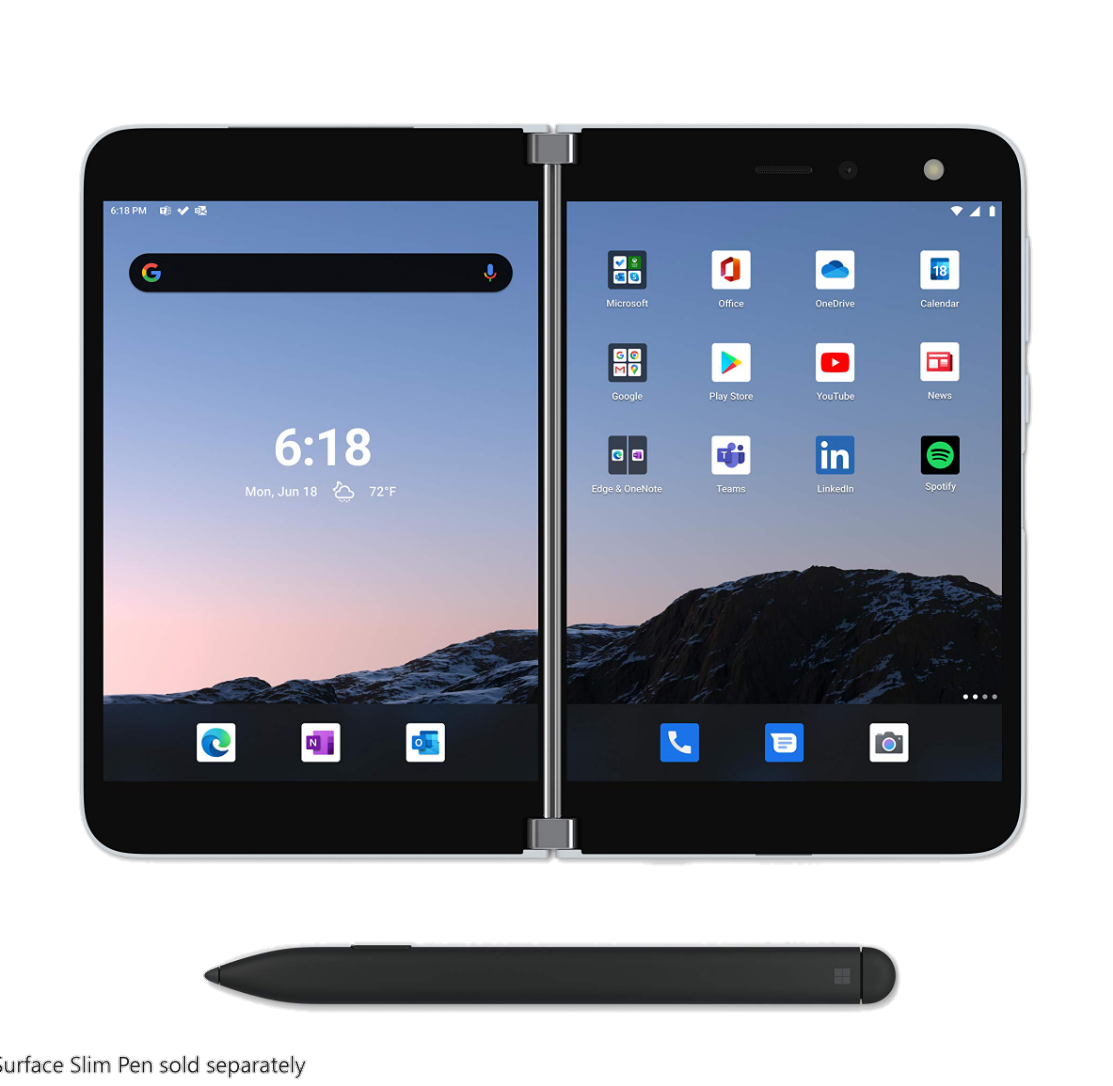 6:18 PM
6:18
Mon, Jun 18 72°F
18
Microsoft Office OneDrive Calendar
Google Play Store YouTube News
Edge & OneNote Teams LinkedIn Spotify
Surface Slim Pen sold separately